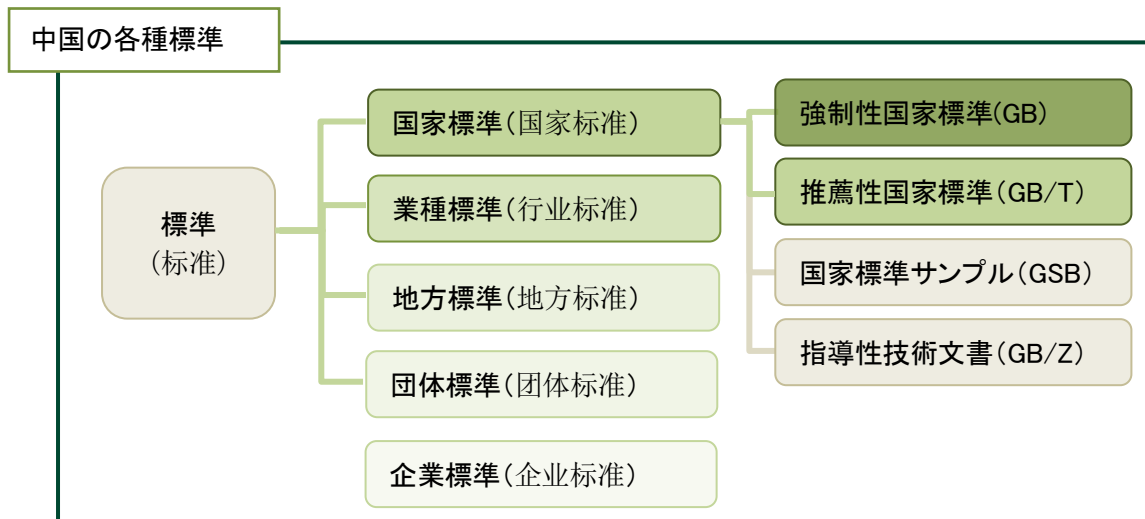 中国の各種標準
標準
(标准)
国家標準(国家标准)
業種標準(行业标准)
地方標準(地方标准)
団体標準(团体标准)
企業標準(企业标准)
強制性国家標準(GB)
推薦性国家標準(GB/T)
国家標準サンプル(GSB)
指導性技術文書(GB/Z)